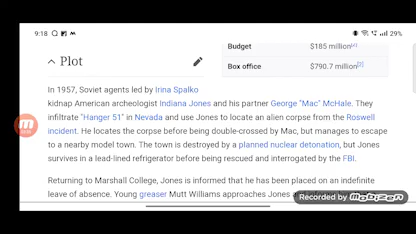 9:18
29%
Budget $185 million[2]
Plot
Box office $790.7 million[2]
In 1957, Soviet agents led by Irina Spalko
kidnap American archeologist Indiana Jones and his partner George "Mac" McHale. They
infiltrate "Hanger 51" in Nevada and use Jones to locate an alien corpse from the Roswell
incident. He locates the corpse before being double-crossed by Mac, but manages to escape
to a nearby model town. The town is destroyed by a planned nuclear detonation, but Jones
survives in a lead-lined refrigerator before being rescued and interrogated by the FBI.
Returning to Marshall College, Jones is informed that he has been placed on an indefinite
leave of absence. Young greaser Mutt Williams approaches Jones
Recorded by Mobizen